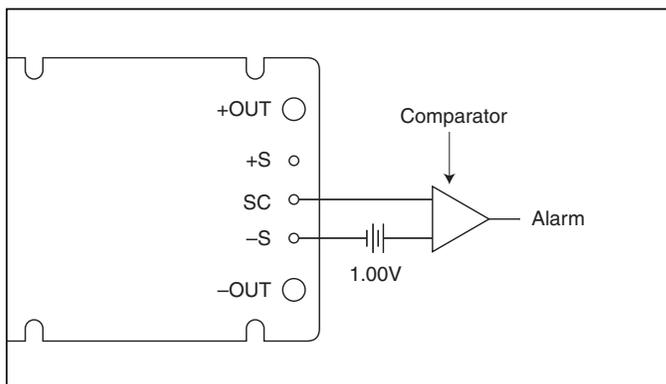 +OUT
Comparator
+S
SC
Alarm
–S
1.00V
–OUT